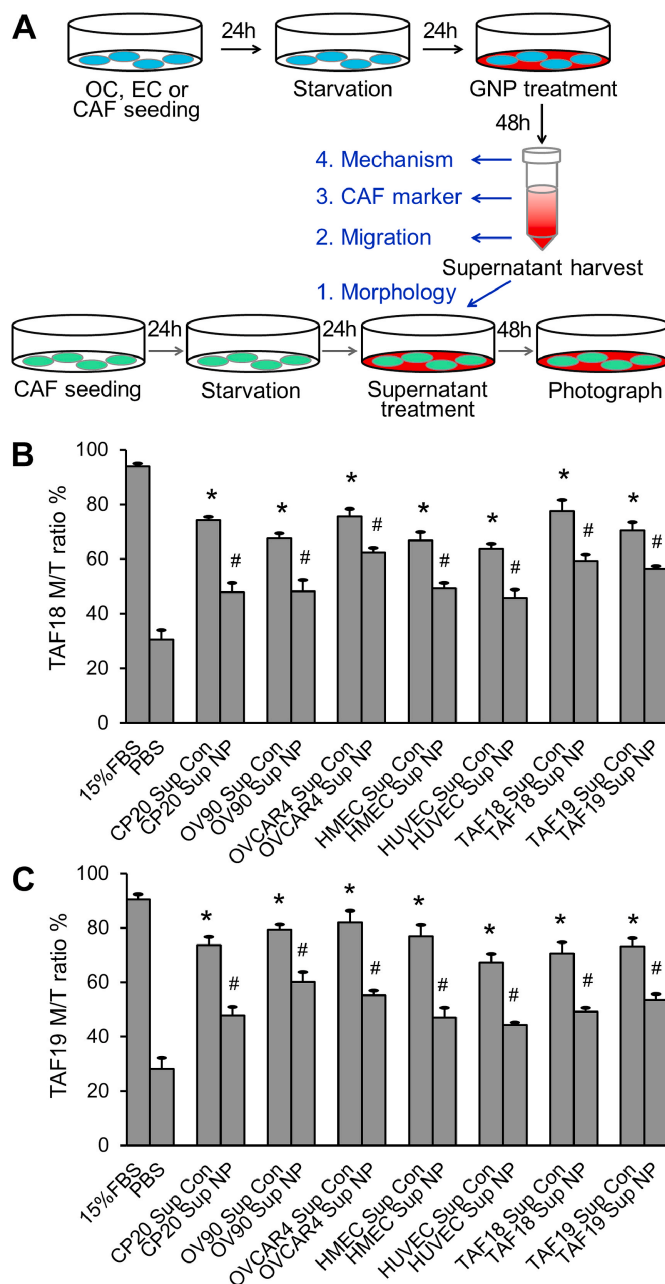 A
24h
24h
OC, EC or
CAF seeding
Starvation
GNP treatment
48h
4. Mechanism
3. CAF marker
2. Migration
Supernatant harvest
1. Morphology
24h
24h
48h
CAF seeding
Starvation
Supernatant
treatment
Photograph
B
TAF18 M/T ratio %
100
80
60
40
20
0
* # * # * # * # * # * # * #
15%FBS
PBS
CP20 Sup Con
CP20 Sup NP
OV90 Sup Con
OV90 Sup NP
OVCAR4 Sup Con
OVCAR4 Sup NP
HMEC Sup Con
HMEC Sup NP
HUVEC Sup Con
HUVEC Sup NP
TAF18 Sup Con
TAF18 Sup NP
TAF19 Sup Con
TAF19 Sup NP
C
TAF19 M/T ratio %
100
80
60
40
20
0
* # * # * # * # * # * # * #
15%FBS
PBS
CP20 Sup Con
CP20 Sup NP
OV90 Sup Con
OV90 Sup NP
OVCAR4 Sup Con
OVCAR4 Sup NP
HMEC Sup Con
HMEC Sup NP
HUVEC Sup Con
HUVEC Sup NP
TAF18 Sup Con
TAF18 Sup NP
TAF19 Sup Con
TAF19 Sup NP